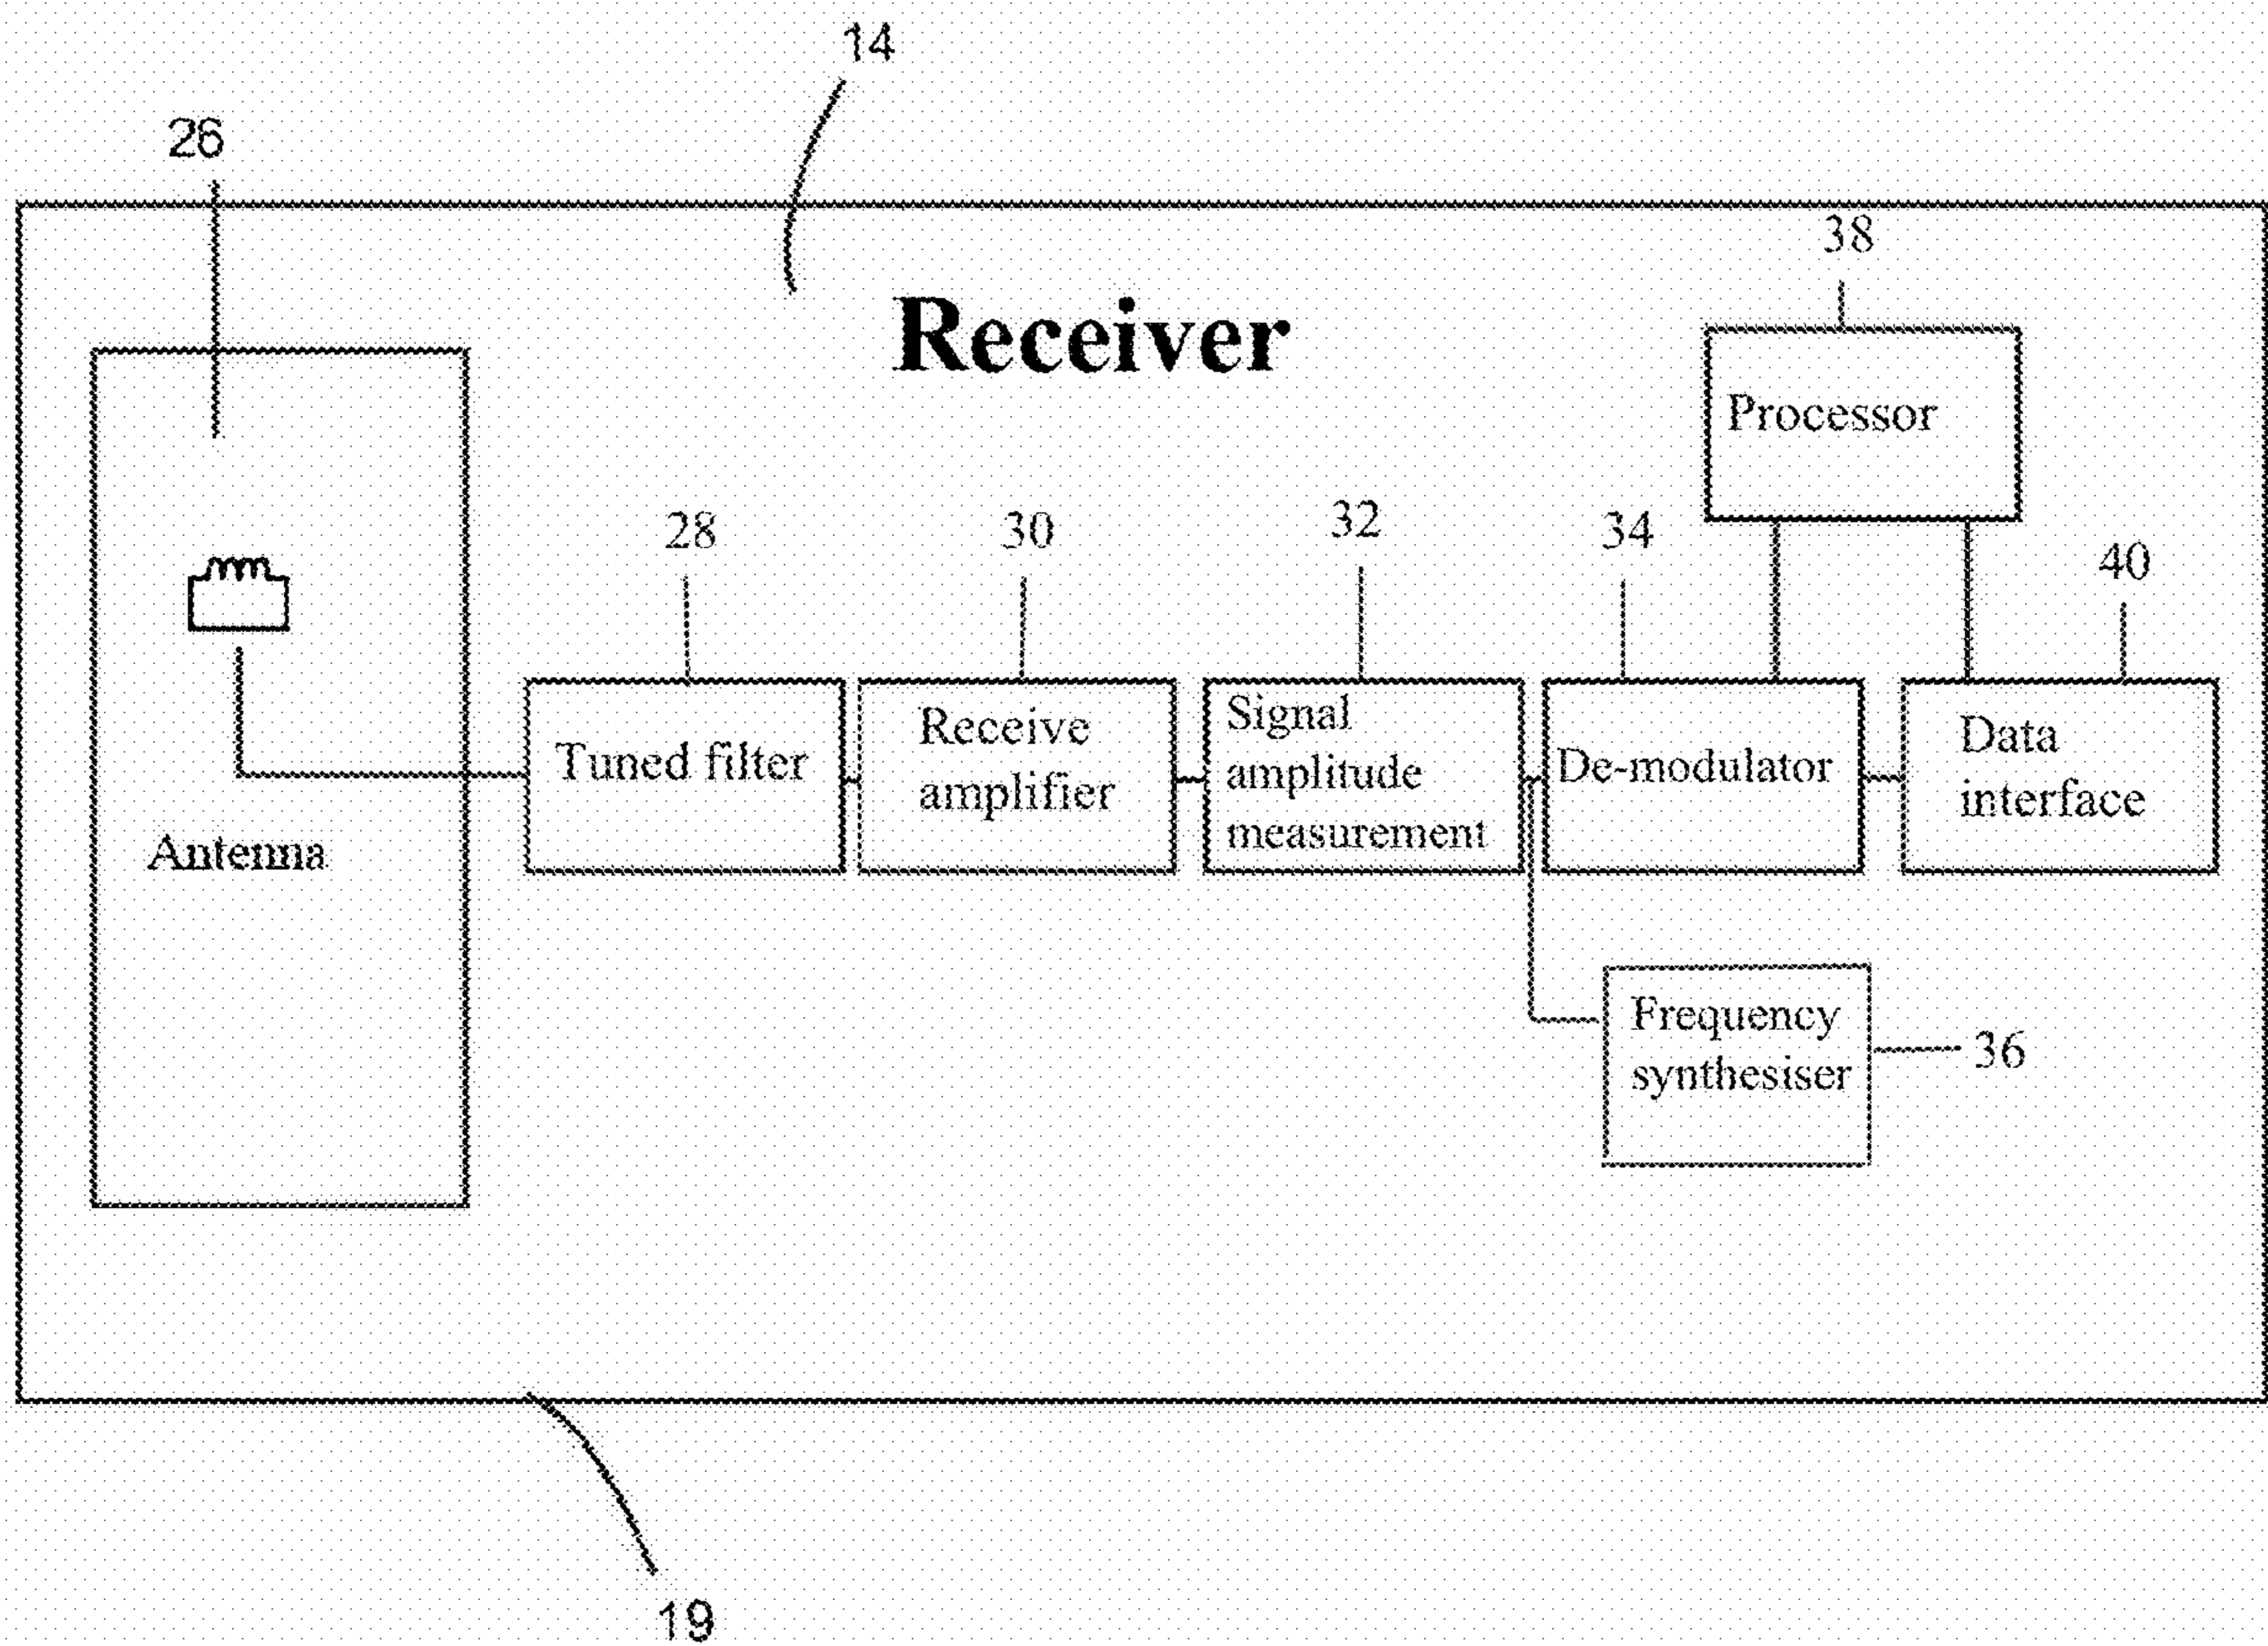 14
26
38
Receiver
Processor
28
30
32
34
40
Tuned filter
Receive
amplifier
Signal
amplitude
measurement
De-modulator
Data
interface
Antenna
Frequency
synthesiser
36
19